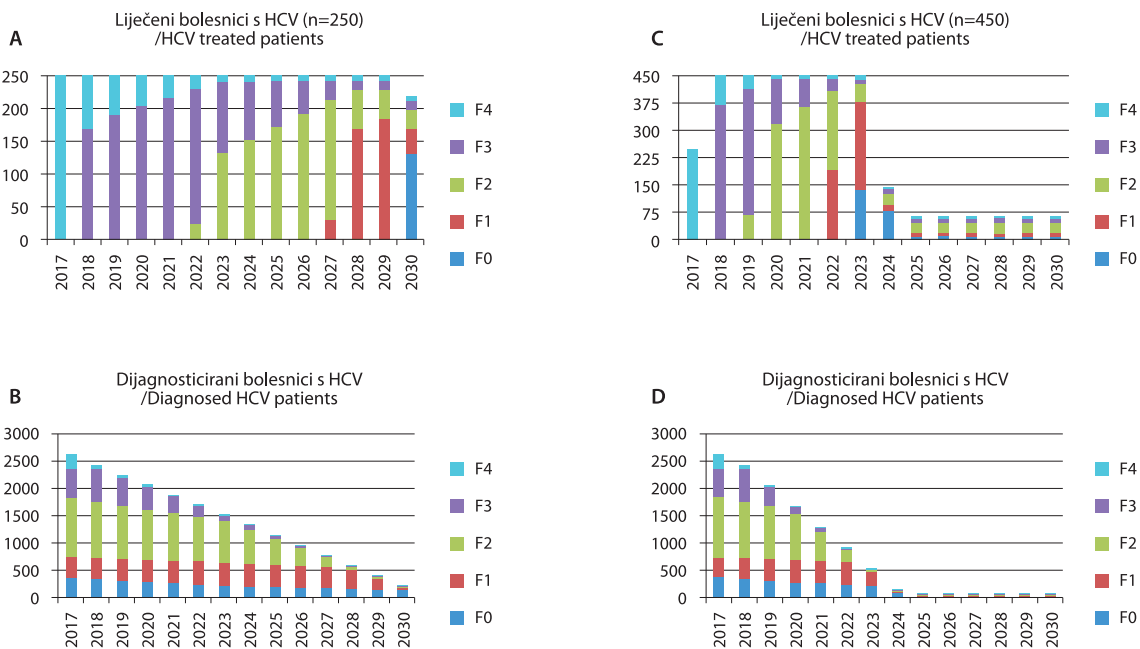 A
Liječeni bolesnici s HCV (n=250)
/HCV treated patients
250
200
150
100
50
0
2017
2018
2019
2020
2021
2022
2023
2024
2025
2026
2027
2028
2029
2030
F4
F3
F2
F1
F0
C
Liječeni bolesnici s HCV (n=450)
/HCV treated patients
450
375
300
225
150
75
0
2017
2018
2019
2020
2021
2022
2023
2024
2025
2026
2027
2028
2029
2030
F4
F3
F2
F1
F0
B
Dijagnosticirani bolesnici s HCV
/Diagnosed HCV patients
3000
2500
2000
1500
1000
500
0
2017
2018
2019
2020
2021
2022
2023
2024
2025
2026
2027
2028
2029
2030
F4
F3
F2
F1
F0
D
Dijagnosticirani bolesnici s HCV
/Diagnosed HCV patients
3000
2500
2000
1500
1000
500
0
2017
2018
2019
2020
2021
2022
2023
2024
2025
2026
2027
2028
2029
2030
F4
F3
F2
F1
F0